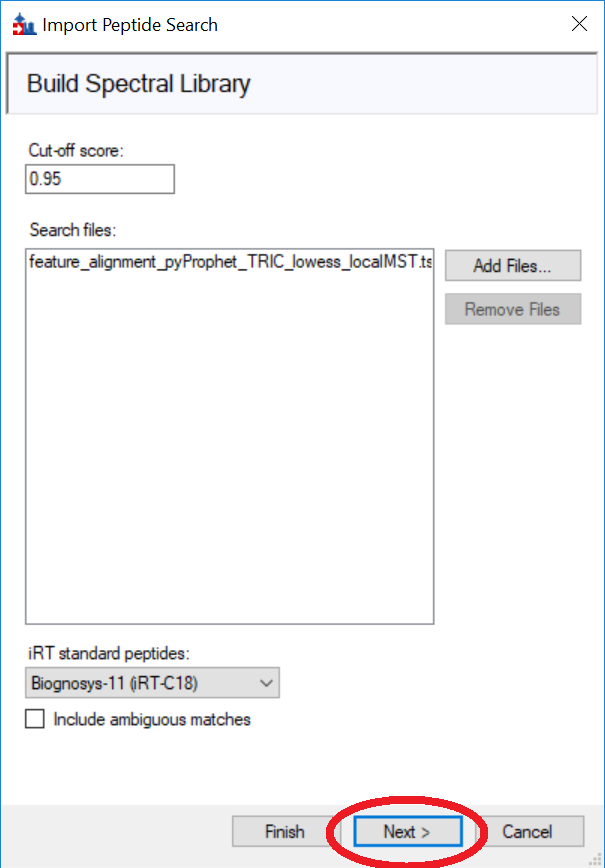 Import Peptide Search
Build Spectral Library
Cut-off score:
0.95
Search files:
feature_alignment_pyProphet_TRIC_lowess_localMST.ts
Add Files...
Remove Files
iRT standard peptides:
Biognosys-11 (iRT-C18)
Include ambiguous matches
Finish
Next >
Cancel